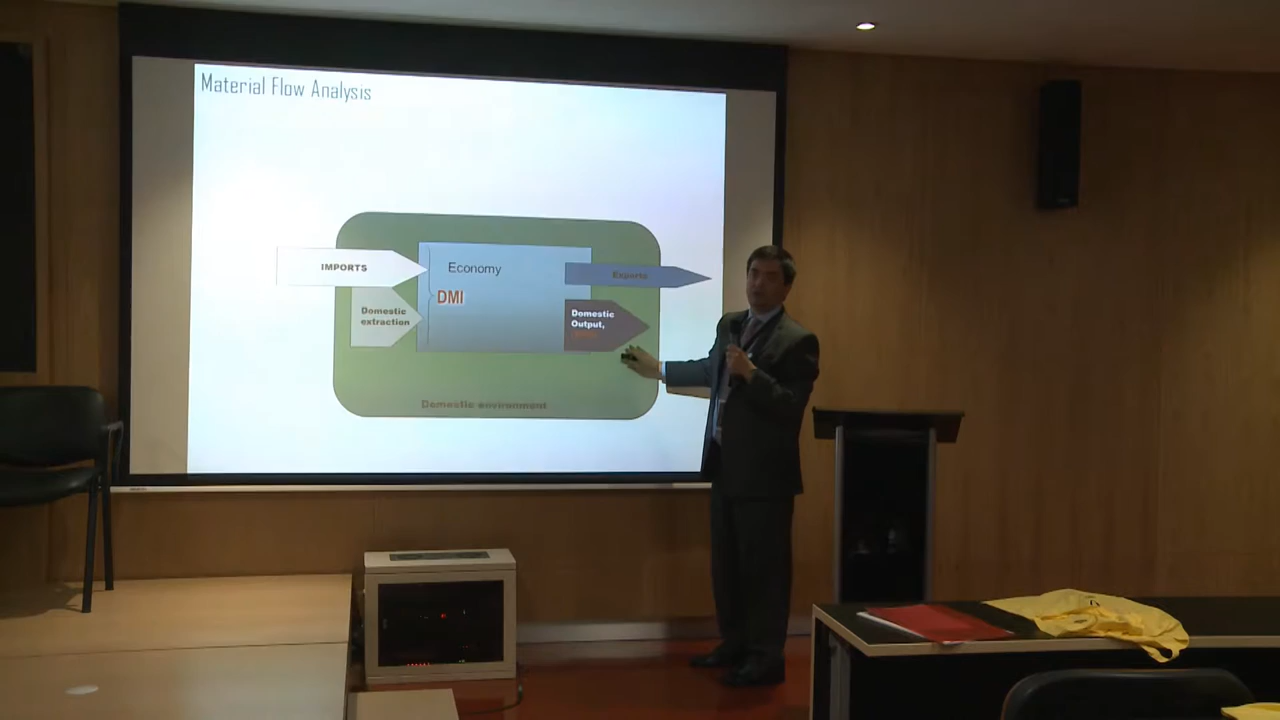 Material Flow Analysis
IMPORTS
Economy
Exports
DMI
Domestic
extraction
Domestic
Output,
Domestic environment